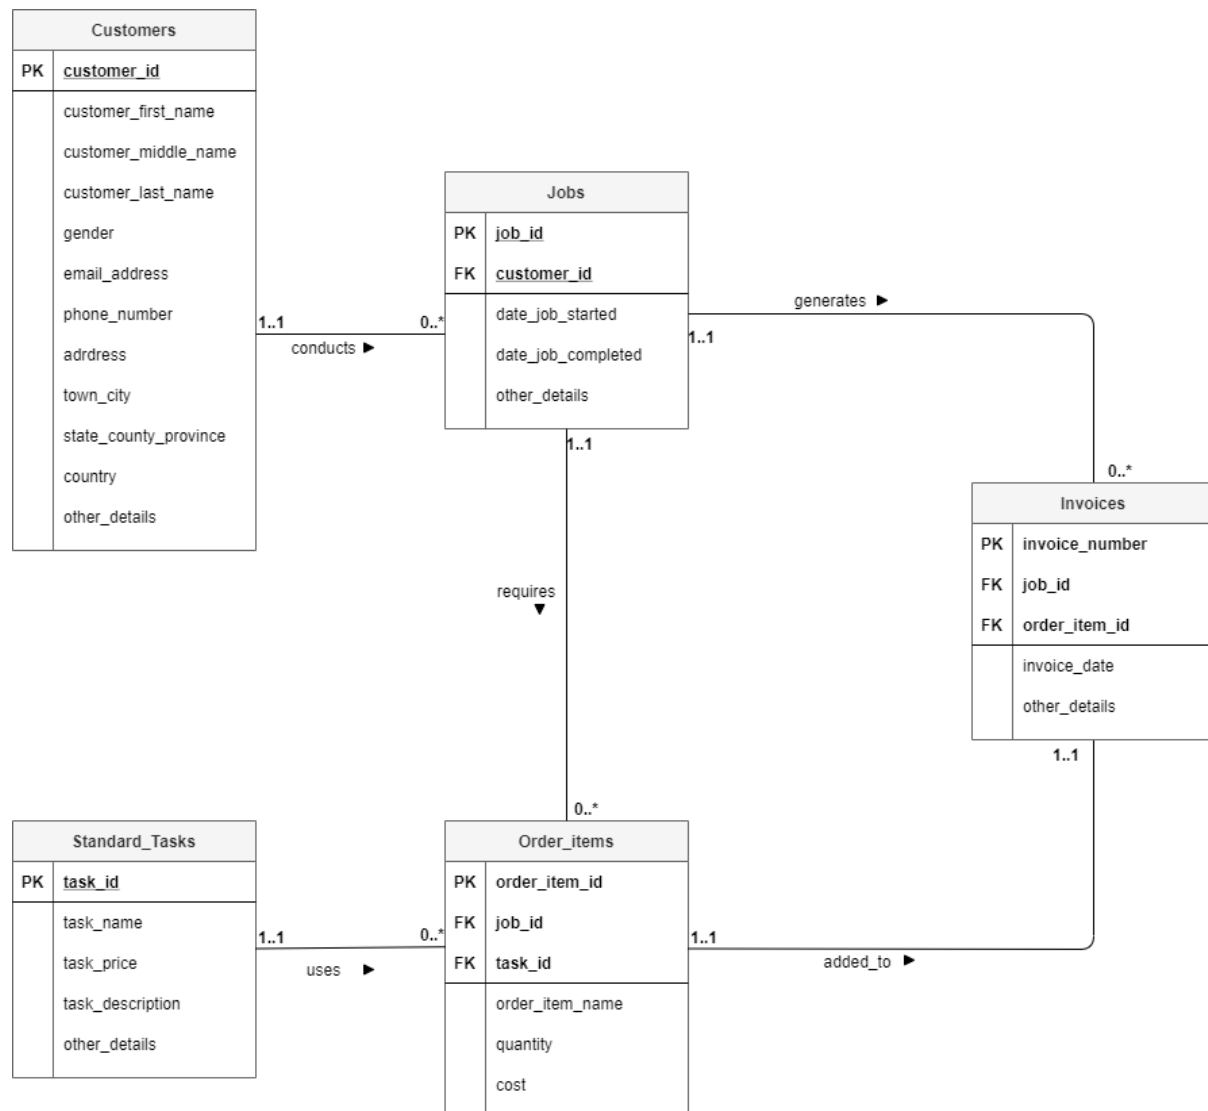 Customers
PK customer_id
customer_first_name
customer_middle_name
customer_last_name
gender
email_address
phone_number
adrdress
town_city
state_county_province
country
other_details
1..1
0..*
conducts
Jobs
PK job_id
FK customer_id
date_job_started
date_job_completed
other_details
generates
1..1
0..*
1..1
requires
0..*
Invoices
PK invoice_number
FK job_id
FK order_item_id
invoice_date
other_details
1..1
Standard_Tasks
PK task_id
task_name
task_price
task_description
other_details
1..1
0..*
uses
Order_items
PK order_item_id
FK job_id
FK task_id
order_item_name
quantity
cost
1..1
added_to